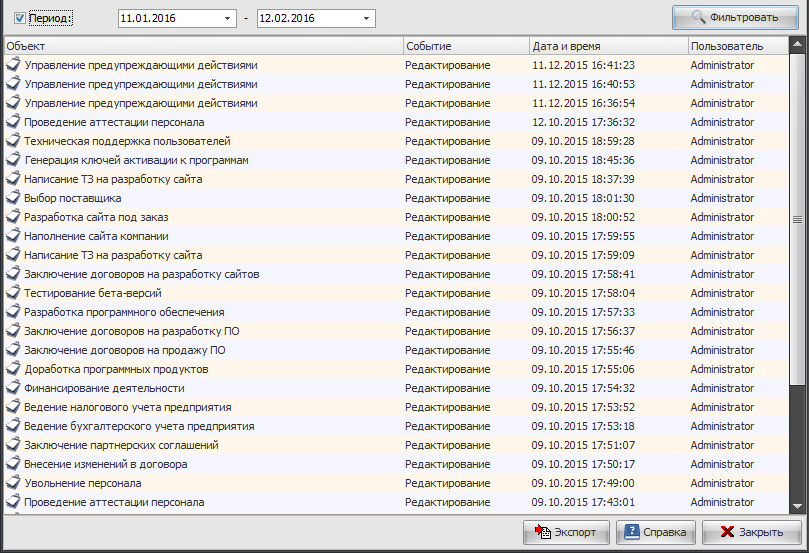 Период: 11.01.2016 - 12.02.2016 Фильтровать
Объект Событие Дата и время Пользователь
Управление предупреждающими действиями Редактирование 11.12.2015 16:41:23 Administrator
Управление предупреждающими действиями Редактирование 11.12.2015 16:40:53 Administrator
Управление предупреждающими действиями Редактирование 11.12.2015 16:36:54 Administrator
Проведение аттестации персонала Редактирование 12.10.2015 17:36:32 Administrator
Техническая поддержка пользователей Редактирование 09.10.2015 18:59:28 Administrator
Генерация ключей активации к программам Редактирование 09.10.2015 18:45:36 Administrator
Написание ТЗ на разработку сайта Редактирование 09.10.2015 18:37:39 Administrator
Выбор поставщика Редактирование 09.10.2015 18:01:30 Administrator
Разработка сайта под заказ Редактирование 09.10.2015 18:00:52 Administrator
Наполнение сайта компании Редактирование 09.10.2015 17:59:55 Administrator
Написание ТЗ на разработку сайта Редактирование 09.10.2015 17:59:09 Administrator
Заключение договоров на разработку сайтов Редактирование 09.10.2015 17:58:41 Administrator
Тестирование бета-версий Редактирование 09.10.2015 17:58:04 Administrator
Разработка программного обеспечения Редактирование 09.10.2015 17:57:33 Administrator
Заключение договоров на разработку ПО Редактирование 09.10.2015 17:56:37 Administrator
Заключение договоров на продажу ПО Редактирование 09.10.2015 17:55:46 Administrator
Доработка программных продуктов Редактирование 09.10.2015 17:55:06 Administrator
Финансирование деятельности Редактирование 09.10.2015 17:54:32 Administrator
Ведение налогового учета предприятия Редактирование 09.10.2015 17:53:52 Administrator
Ведение бухгалтерского учета предприятия Редактирование 09.10.2015 17:53:18 Administrator
Заключение партнерских соглашений Редактирование 09.10.2015 17:51:07 Administrator
Внесение изменений в договора Редактирование 09.10.2015 17:50:17 Administrator
Увольнение персонала Редактирование 09.10.2015 17:49:00 Administrator
Проведение аттестации персонала Редактирование 09.10.2015 17:43:01 Administrator
Экспорт Справка Закрыть